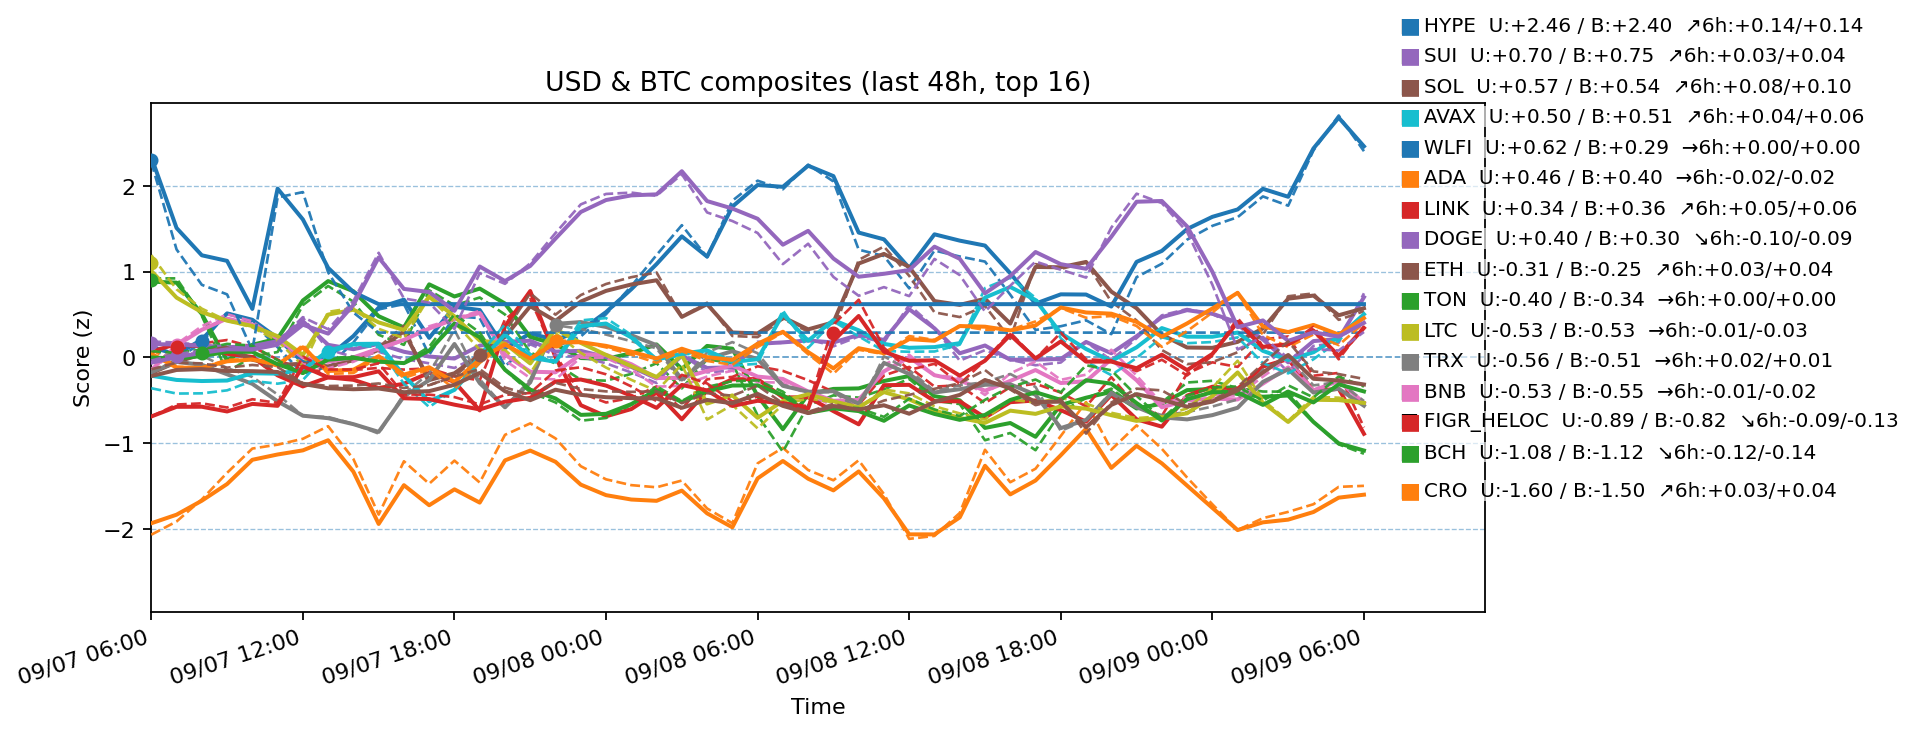 HYPE  U:+2.46 / B:+2.40  ↗6h:+0.14/+0.14
SUI  U:+0.70 / B:+0.75  ↗6h:+0.03/+0.04
USD & BTC composites (last 48h, top 16)
SOL  U:+0.57 / B:+0.54  ↗6h:+0.08/+0.10
AVAX  U:+0.50 / B:+0.51  ↗6h:+0.04/+0.06
WLFI  U:+0.62 / B:+0.29  →6h:+0.00/+0.00
ADA  U:+0.46 / B:+0.40  →6h:-0.02/-0.02
LINK  U:+0.34 / B:+0.36  ↗6h:+0.05/+0.06
DOGE  U:+0.40 / B:+0.30  ↘6h:-0.10/-0.09
ETH  U:-0.31 / B:-0.25  ↗6h:+0.03/+0.04
TON  U:-0.40 / B:-0.34  →6h:+0.00/+0.00
LTC  U:-0.53 / B:-0.53  →6h:-0.01/-0.03
TRX  U:-0.56 / B:-0.51  →6h:+0.02/+0.01
BNB  U:-0.53 / B:-0.55  →6h:-0.01/-0.02
FIGR_HELOC  U:-0.89 / B:-0.82  ↘6h:-0.09/-0.13
BCH  U:-1.08 / B:-1.12  ↘6h:-0.12/-0.14
CRO  U:-1.60 / B:-1.50  ↗6h:+0.03/+0.04
Score (z)
2
1
0
−1
−2
09/07 06:00
09/07 12:00
09/07 18:00
09/08 00:00
09/08 06:00
09/08 12:00
09/08 18:00
09/09 00:00
09/09 06:00
Time